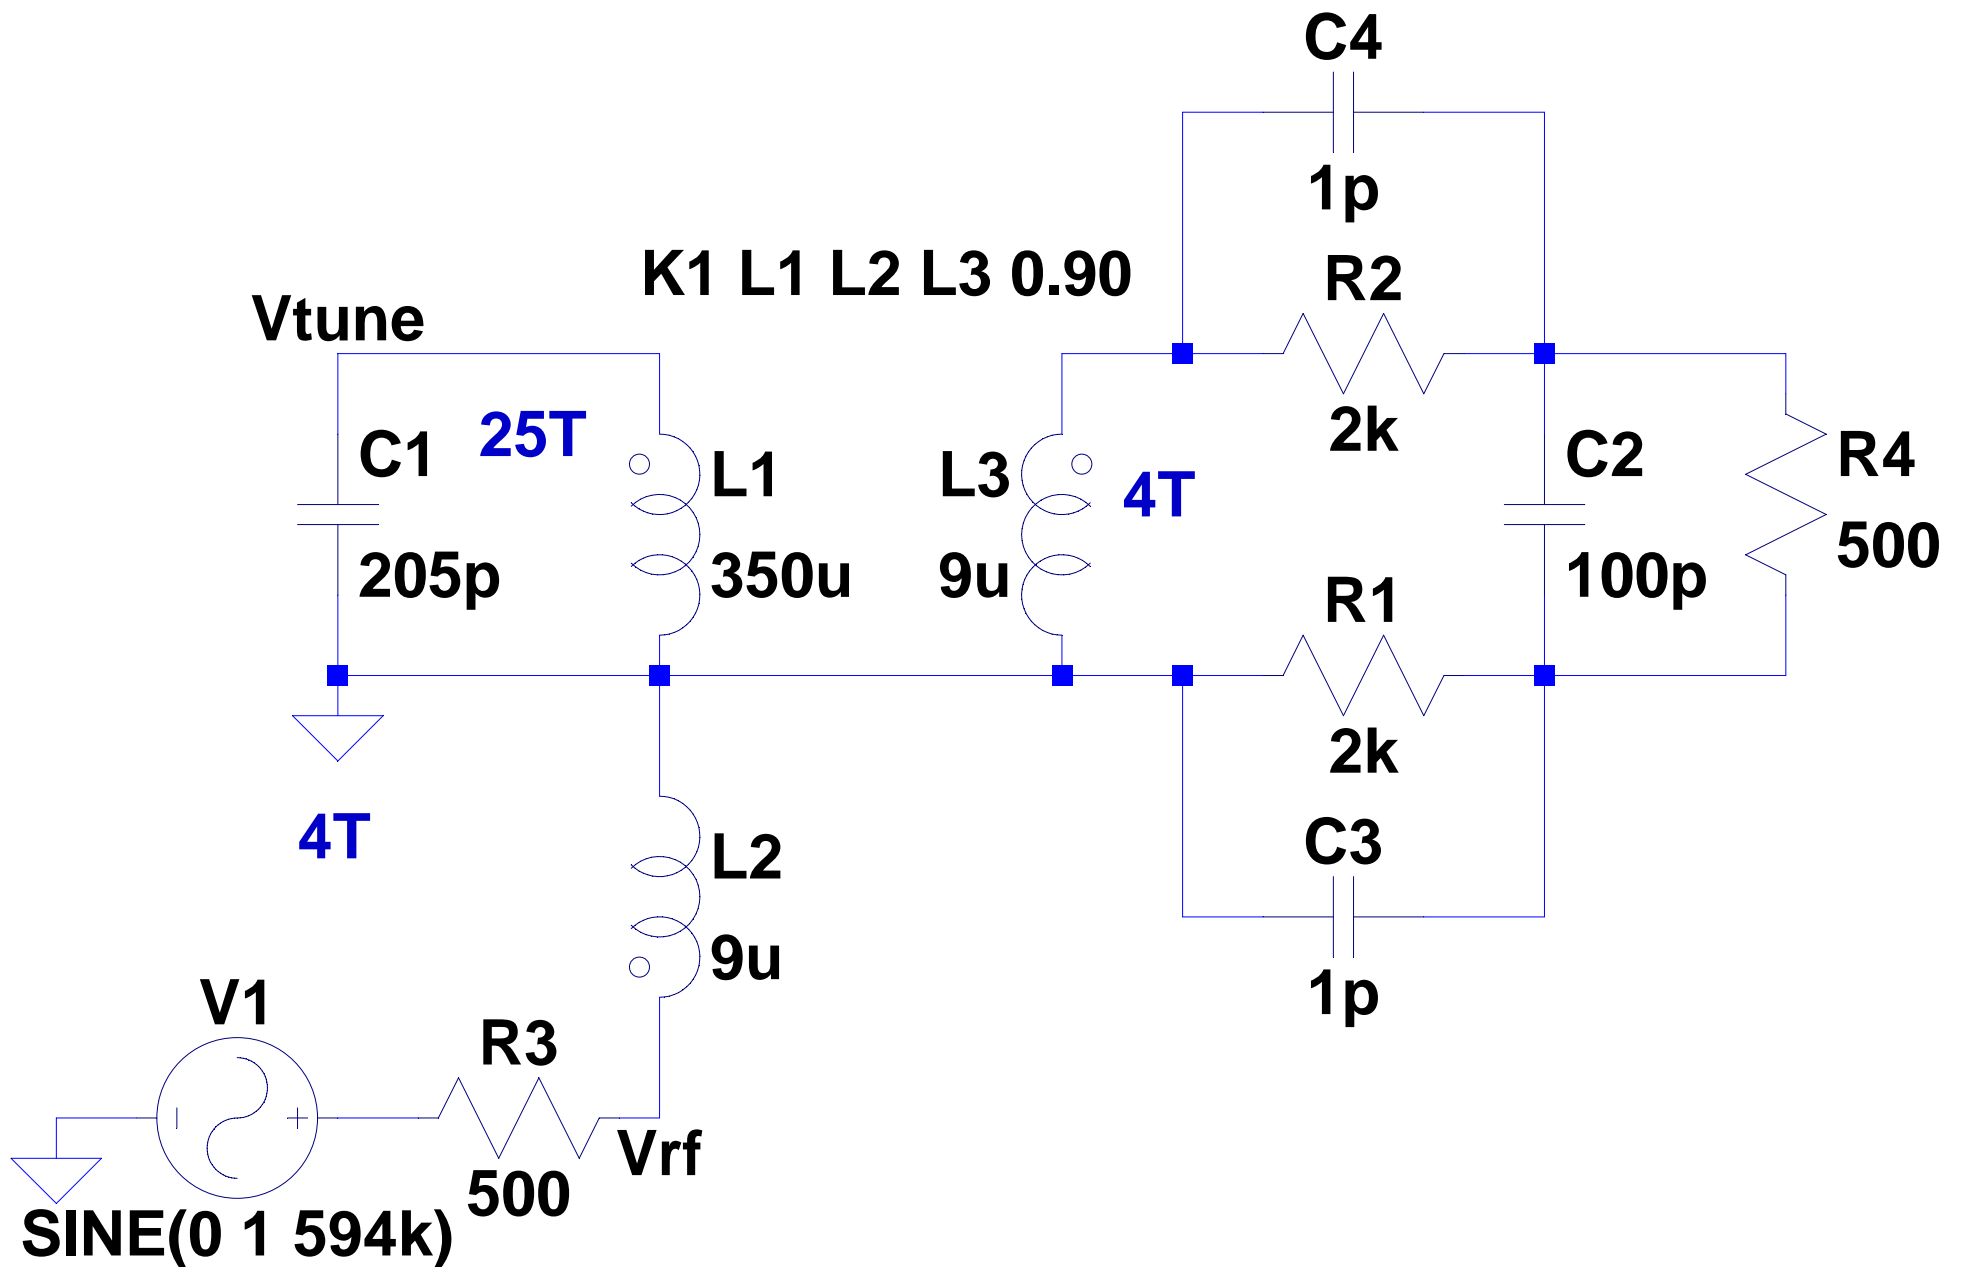 C4
1p
K1 L1 L2 L3 0.90
R2
Vtune
2k
25T
C1
L1
L3
4T
C2
R4
205p
350u
9u
100p
500
R1
2k
4T
L2
C3
9u
1p
V1
R3
Vrf
500
SINE(0 1 594k)